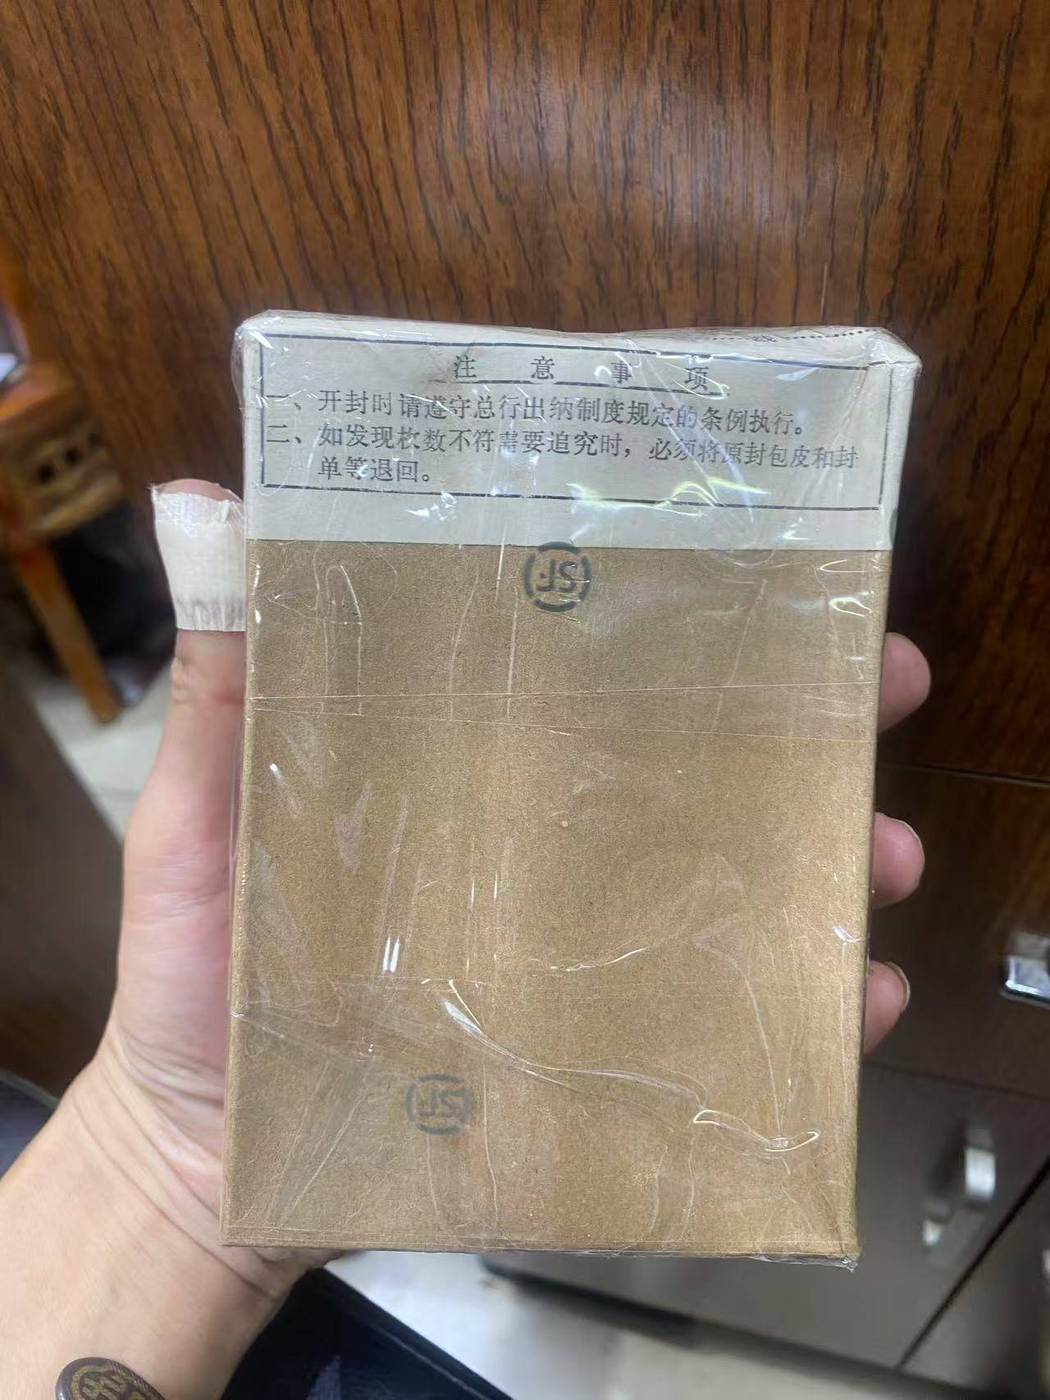 注意事项
一、开封时请遵守总行出纳制度规定的条例执行。
二、如发现枚数不符需要追究时，必须将原封包皮和封
单等退回。
JS
JS